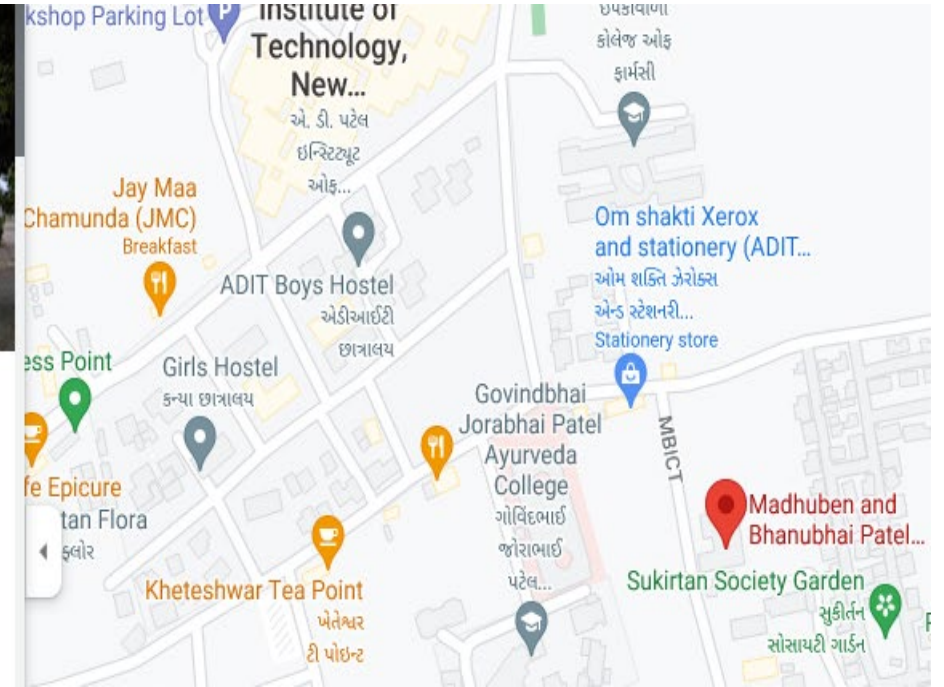 kshop Parking Lot
P
Institute of
Technology,
New...
એ. ડી. પટેલ
ઇન્સ્ટિટ્યૂટ
ઓફ...
કોલેજ ઓફ
ફાર્મસી
Jay Maa
Chamunda (JMC)
Breakfast
ADIT Boys Hostel
એડીઆઈટી
છાત્રાલય
Om shakti Xerox
and stationery (ADIT...
ઓમ શક્તિ ઝેરોક્સ
એન્ડ સ્ટેશનરી...
Stationery store
ess Point
Girls Hostel
કન્યા છાત્રાલય
Govindbhai
Jorabhai Patel
Ayurveda
College
ગોવિંદભાઈ
જોરાભાઈ
પટેલ...
MBICT
fe Epicure
tan Flora
ફ્લોર
Madhuben and
Bhanubhai Patel...
Kheteshwar Tea Point
ખેતેશ્વર
ટી પોઇન્ટ
Sukirtan Society Garden
સુકીર્તન
સોસાયટી ગાર્ડન